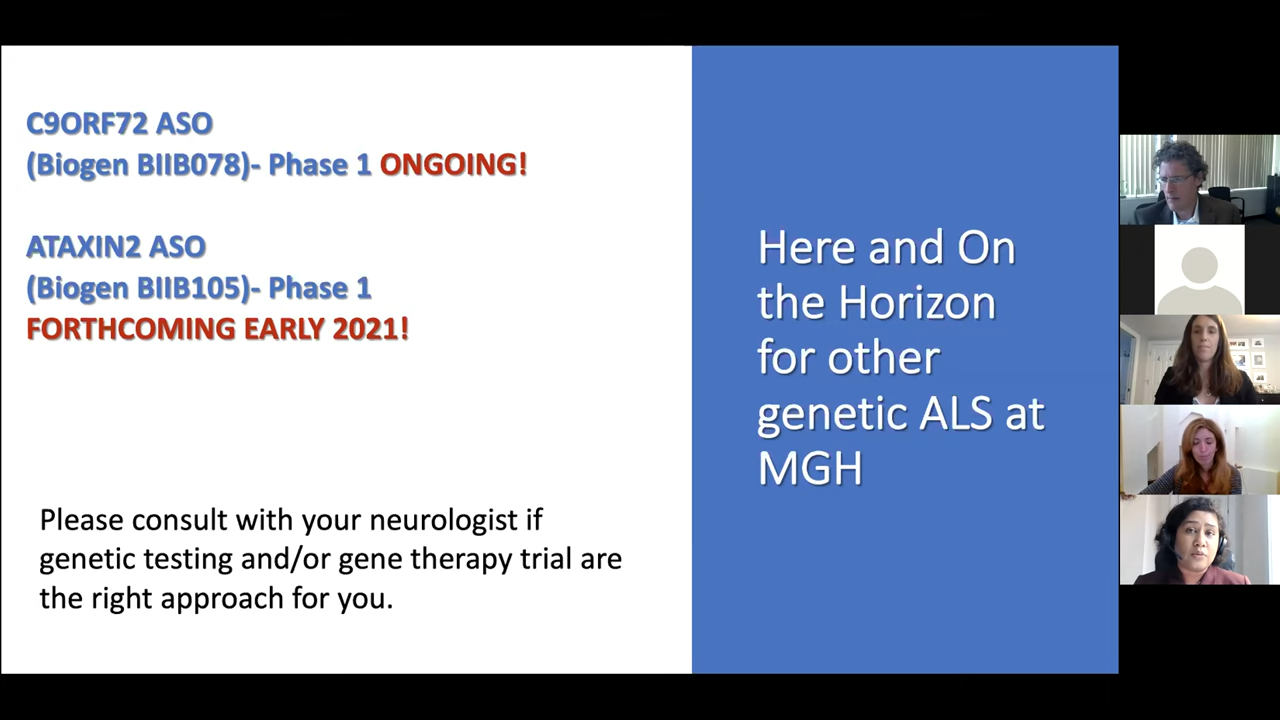 C9ORF72 ASO
(Biogen BIIB078)- Phase 1 ONGOING!
ATAXIN2 ASO
(Biogen BIIB105)- Phase 1
FORTHCOMING EARLY 2021!
Please consult with your neurologist if
genetic testing and/or gene therapy trial are
the right approach for you.
Here and On
the Horizon
for other
genetic ALS at
MGH